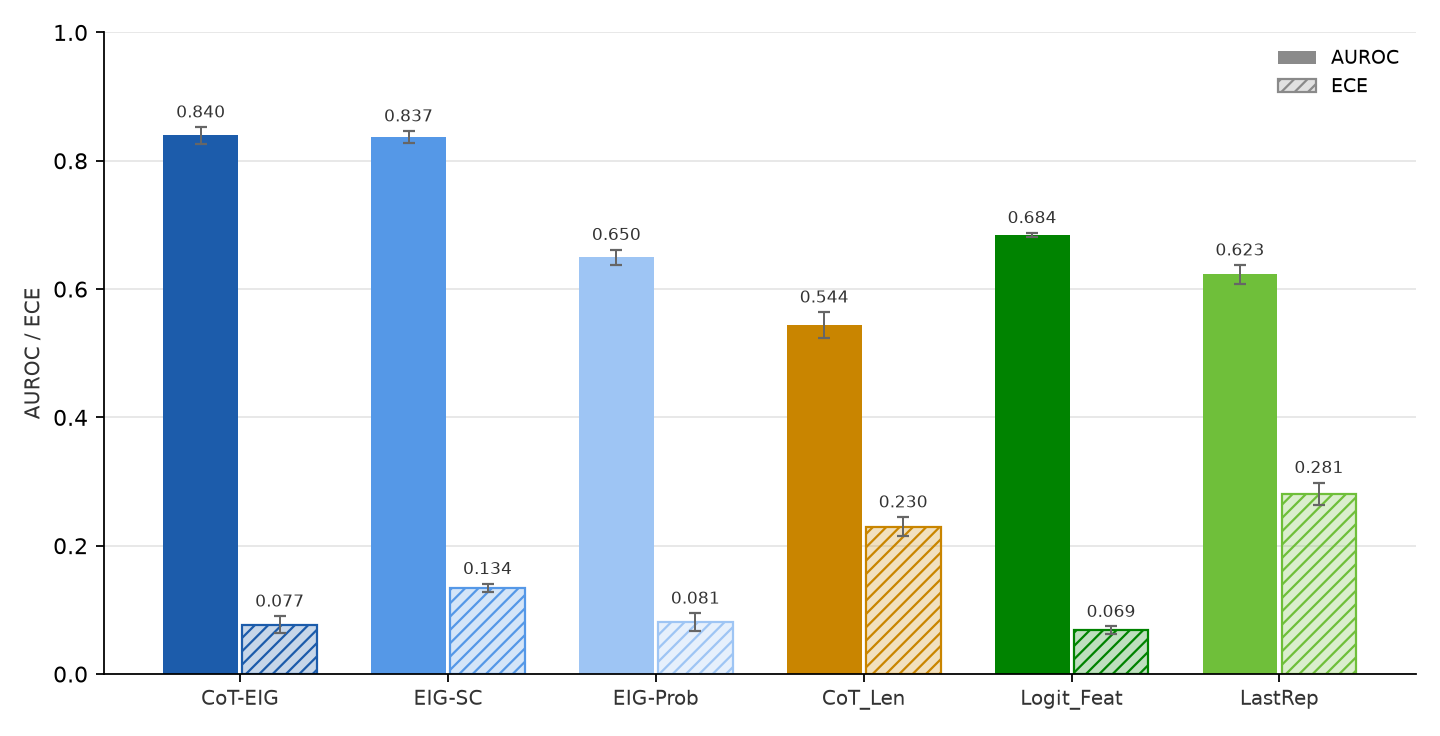 1.0
0.8
0.6
0.4
0.2
0.0
AUROC / ECE
AUROC
ECE
0.840
0.077
0.837
0.134
0.650
0.081
0.544
0.230
0.684
0.069
0.623
0.281
CoT-EIG
EIG-SC
EIG-Prob
CoT_Len
Logit_Feat
LastRep